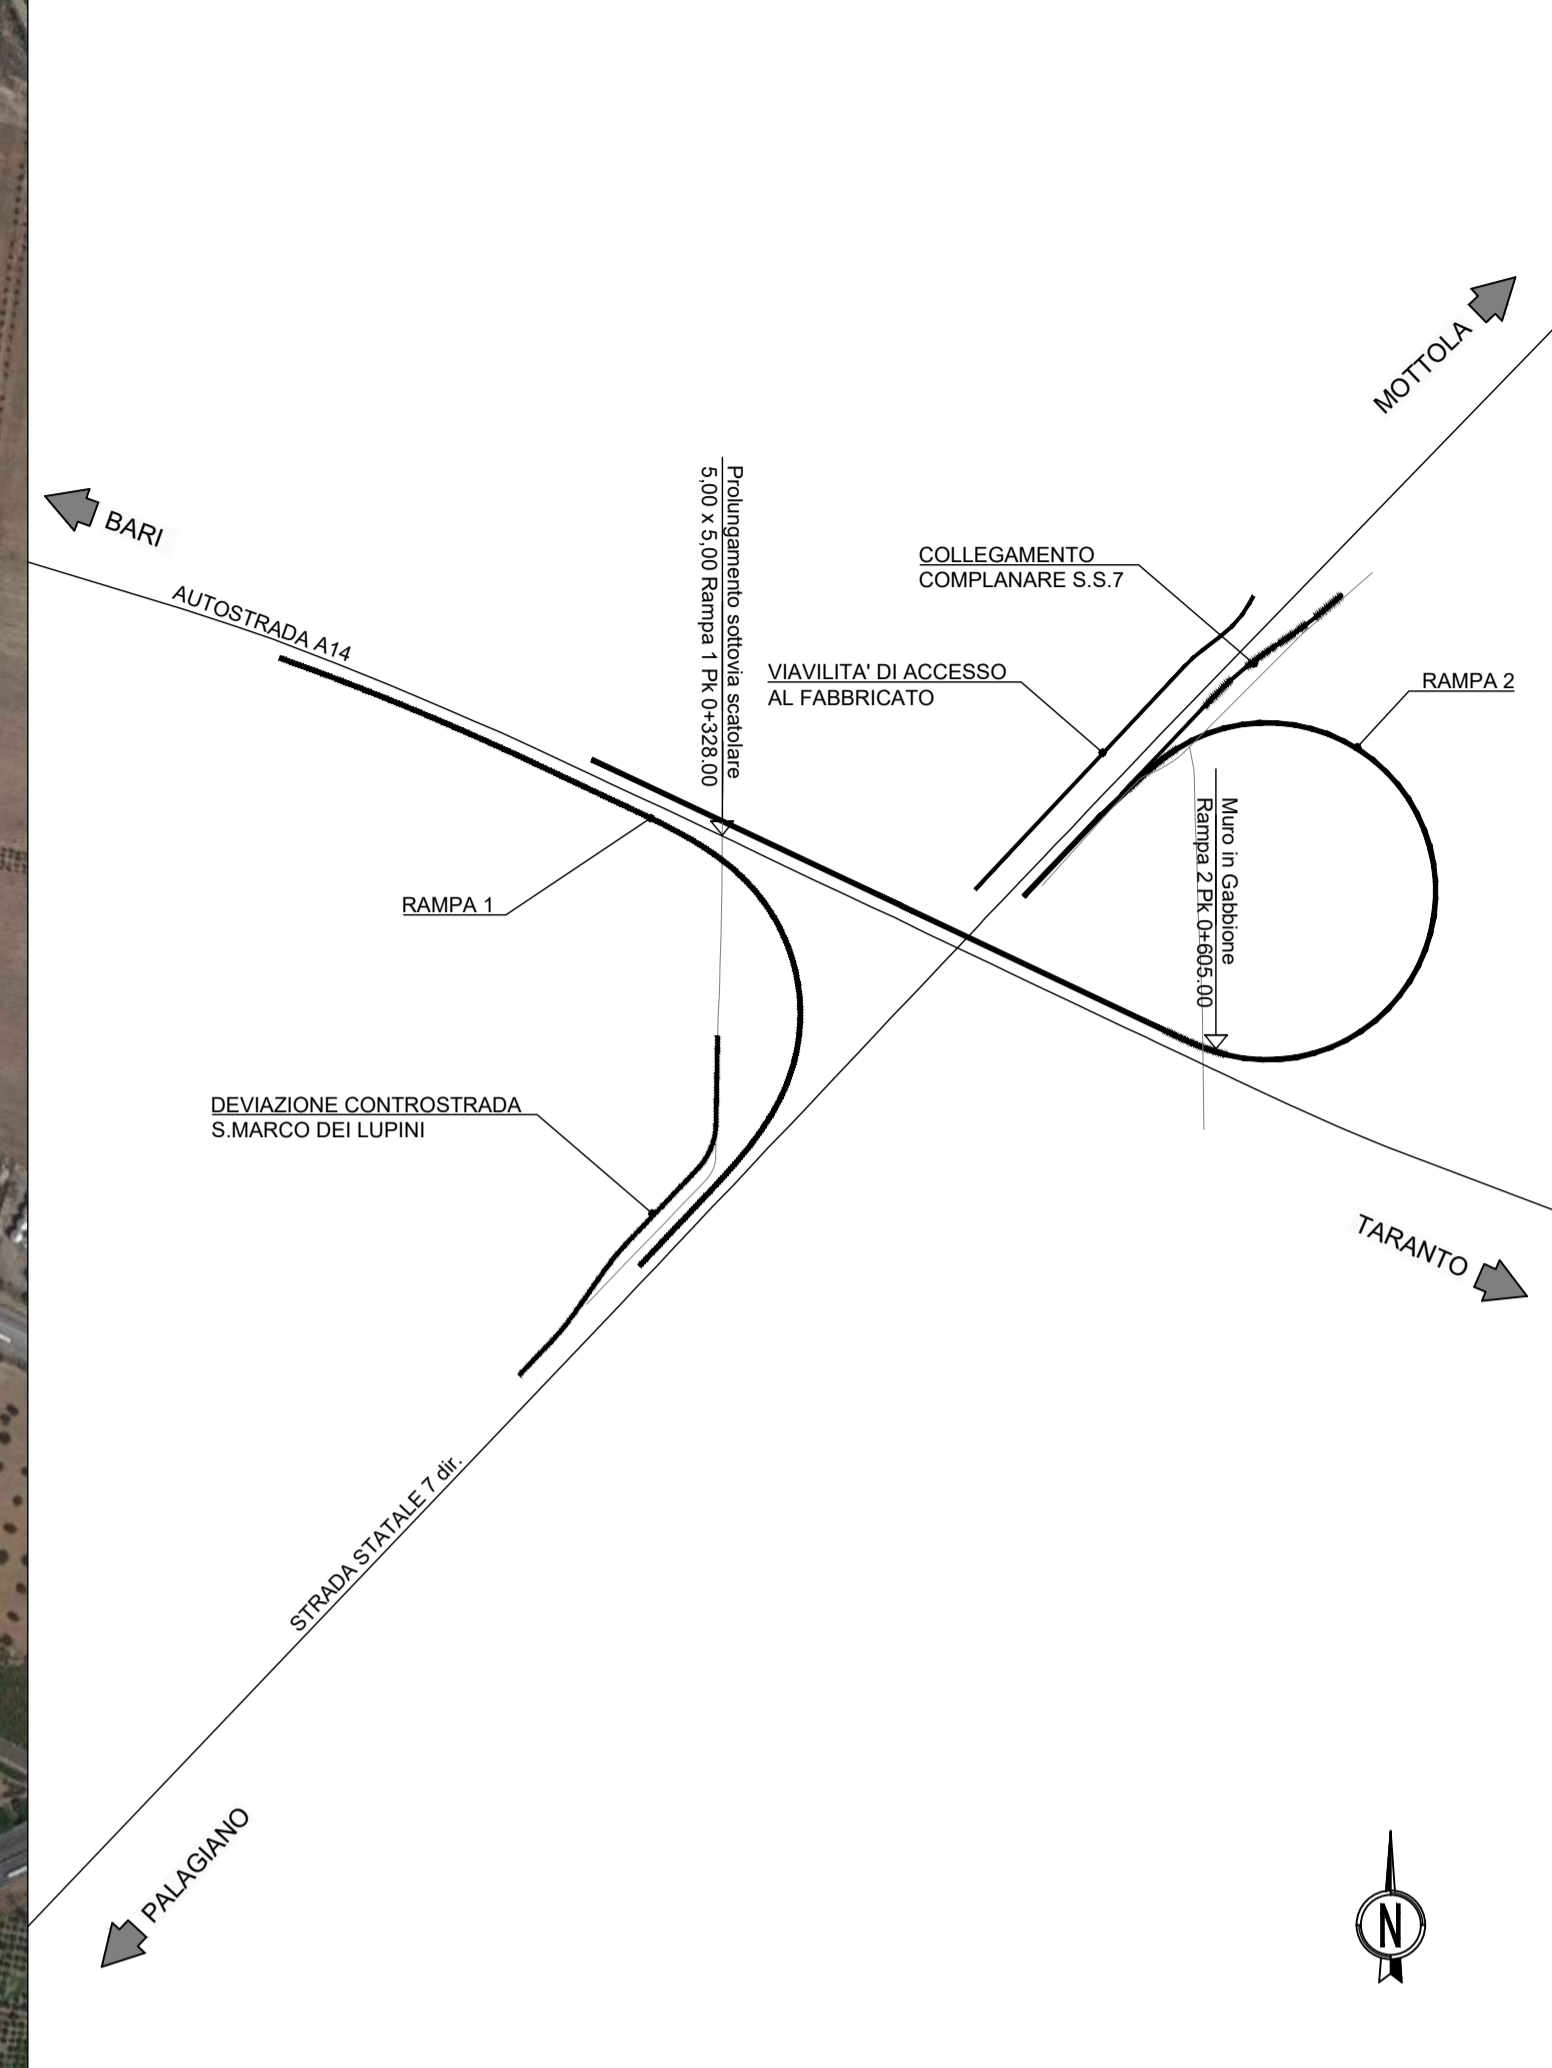 MOTTOLA
BARI
AUTOSTRADA A14
Prolungamento sottovia scatolare
5,00 x 5,00 Rampa 1 Pk 0+328.00
COLLEGAMENTO
COMPLANARE S.S.7
VIAVILITA' DI ACCESSO
AL FABBRICATO
RAMPA 2
Muro in Gabbione
Rampa 2 Pk 0+605.00
RAMPA 1
DEVIAZIONE CONTROSTRADA
S.MARCO DEI LUPINI
TARANTO
STRADA STATALE 7 dir.
PALAGIANO
N